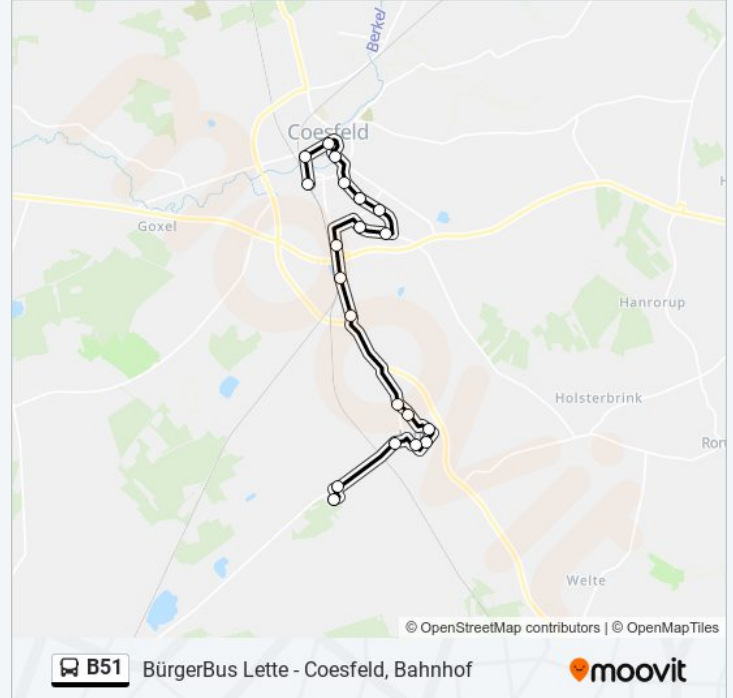 Berkel
Coesfeld
Goxel
Hanrorup
Holsterbrink
Ror
Welte
© OpenStreetMap contributors | © OpenMapTiles
B51 BürgerBus Lette - Coesfeld, Bahnhof
moovit